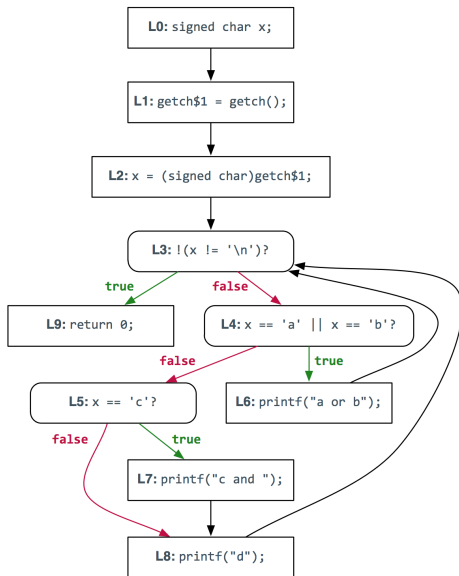 L0: signed char x;
L1: getch$1 = getch();
L2: x = (signed char)getch$1;
L3: !(x != '\n')?
true
false
L9: return 0;
L4: x == 'a' || x == 'b'?
false
true
L5: x == 'c'?
L6: printf("a or b");
false
true
L7: printf("c and ");
L8: printf("d");